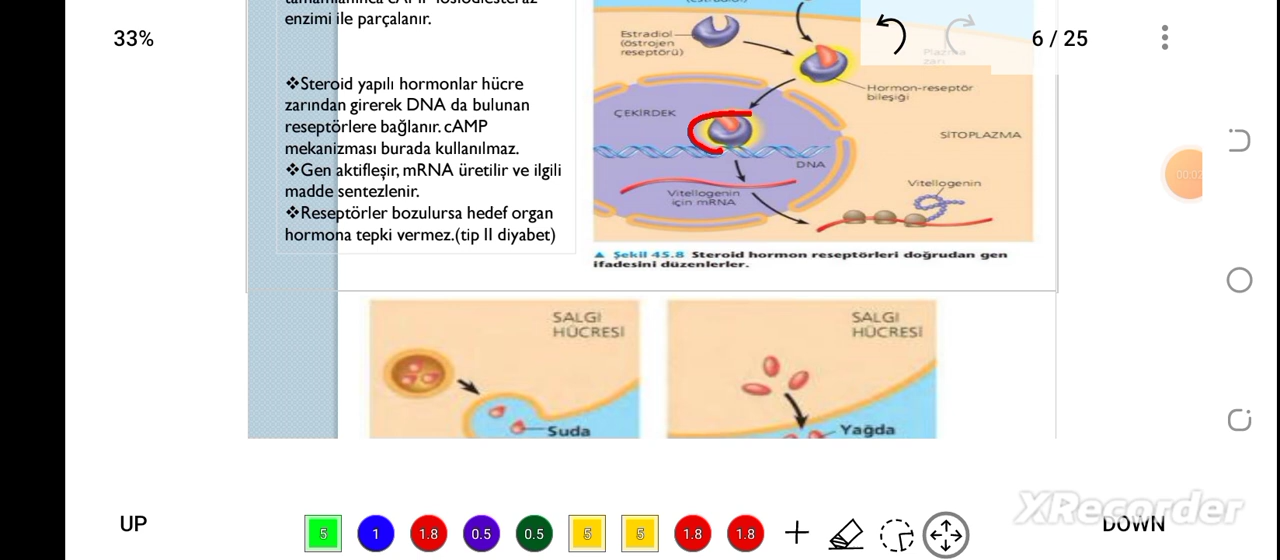 33%
6 / 25
enzimi ile parçalanır.
❖Steroid yapılı hormonlar hücre
zarından girerek DNA da bulunan
reseptörlere bağlanır. cAMP
mekanizması burada kullanılmaz.
❖Gen aktifleşir, mRNA üretilir ve ilgili
madde sentezlenir.
❖Reseptörler bozulursa hedef organ
hormona tepki vermez.(tip II diyabet)
Estradiol
(östrojen
reseptörü)
Plazma
zarı
Hormon-reseptör
bileşiği
ÇEKİRDEK
SİTOPLAZMA
DNA
Vitellogenin
Vitellogenin
için mRNA
▲ Şekil 45.8 Steroid hormon reseptörleri doğrudan gen
ifadesini düzenlerler.
00:02
SALGI
HÜCRESİ
SALGI
HÜCRESİ
Suda
Yağda
XRecorder
UP
5
1
1.8
0.5
0.5
5
5
1.8
1.8
DOWN